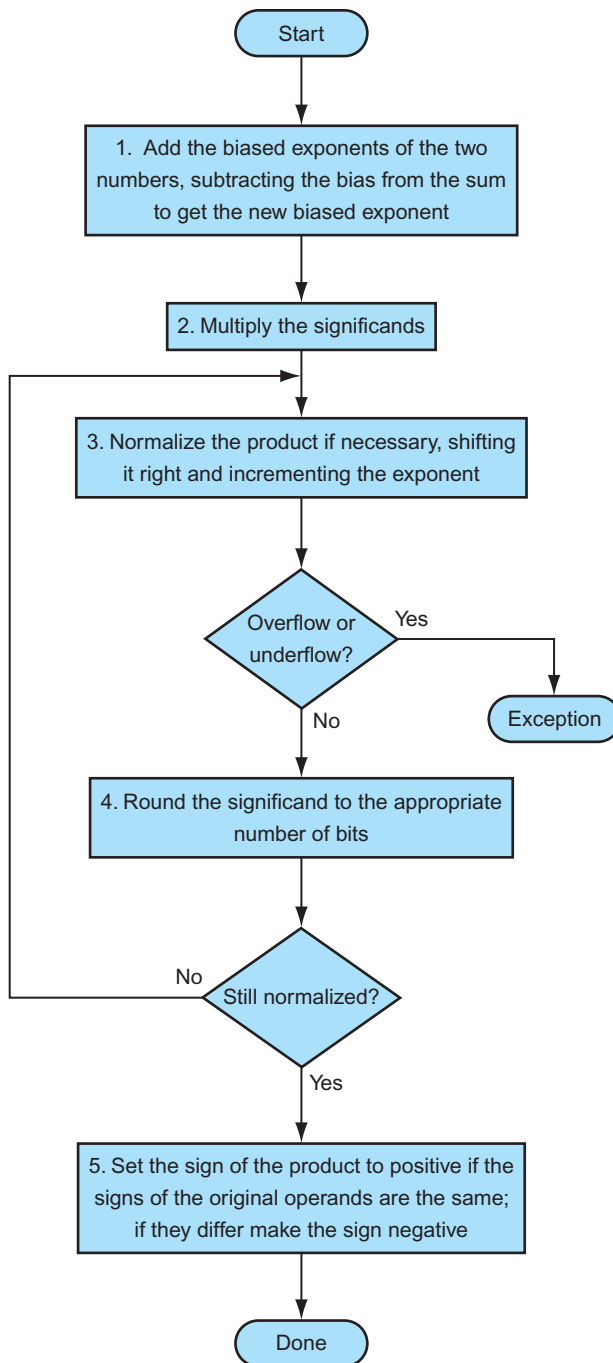 Start
1. Add the biased exponents of the two
numbers, subtracting the bias from the sum
to get the new biased exponent
2. Multiply the significands
3. Normalize the product if necessary, shifting
it right and incrementing the exponent
Overflow or
underflow?
Yes
No
Exception
4. Round the significand to the appropriate
number of bits
No
Still normalized?
Yes
5. Set the sign of the product to positive if the
signs of the original operands are the same;
if they differ make the sign negative
Done